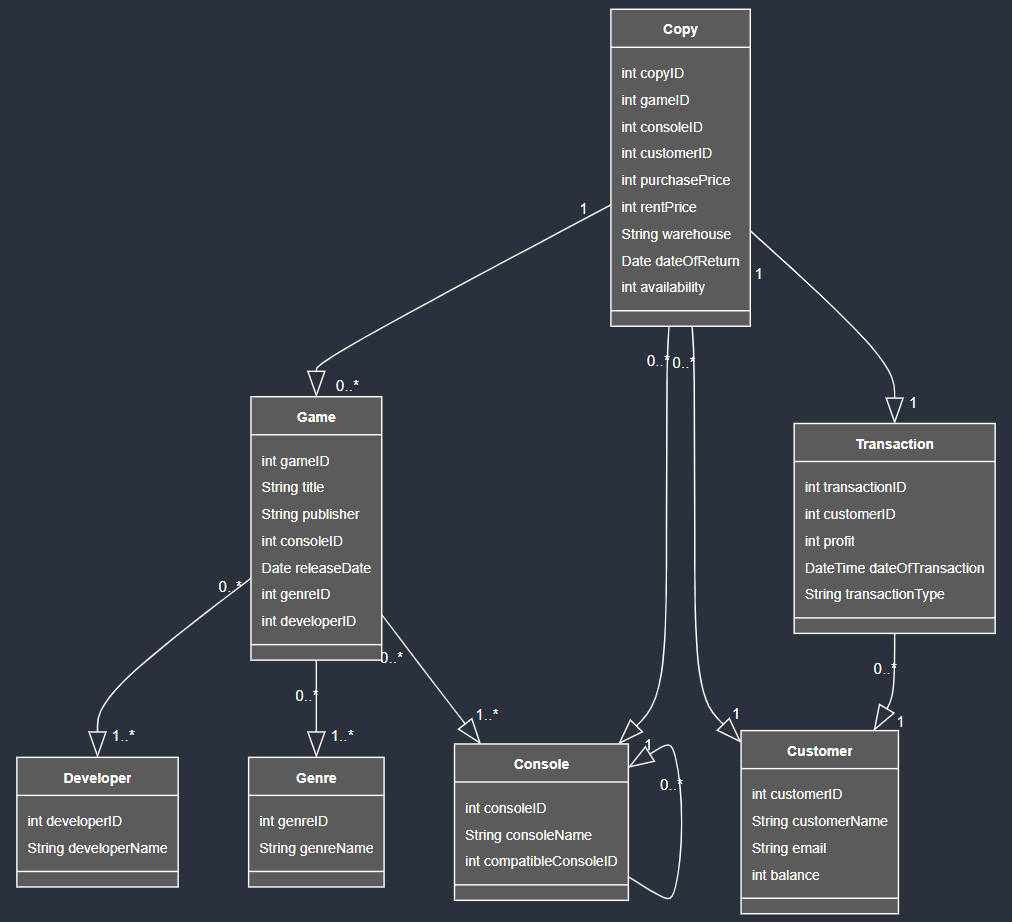 Copy
int copyID
int gameID
int consoleID
int customerID
int purchasePrice
int rentPrice
String warehouse
Date dateOfReturn
int availability
1
1
0..*
0..*
0..*
1
Game
int gameID
String title
String publisher
int consoleID
Date releaseDate
int genreID
int developerID
Transaction
int transactionID
int customerID
int profit
DateTime dateOfTransaction
String transactionType
0..*
0..*
0..*
0..*
1..*
1..*
1..*
1
1
1
0..*
Developer
int developerID
String developerName
Genre
int genreID
String genreName
Console
int consoleID
String consoleName
int compatibleConsoleID
Customer
int customerID
String customerName
String email
int balance